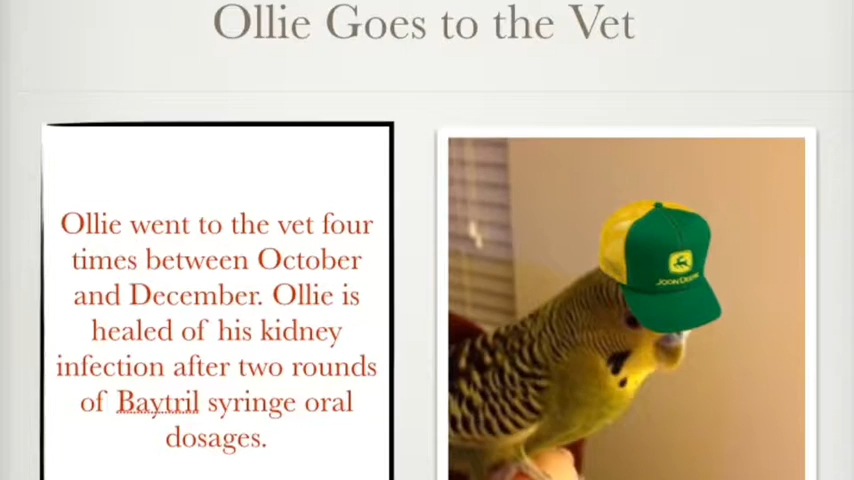 Ollie Goes to the Vet
Ollie went to the vet four
times between October
and December. Ollie is
healed of his kidney
infection after two rounds
of Baytril syringe oral
dosages.
John Deere